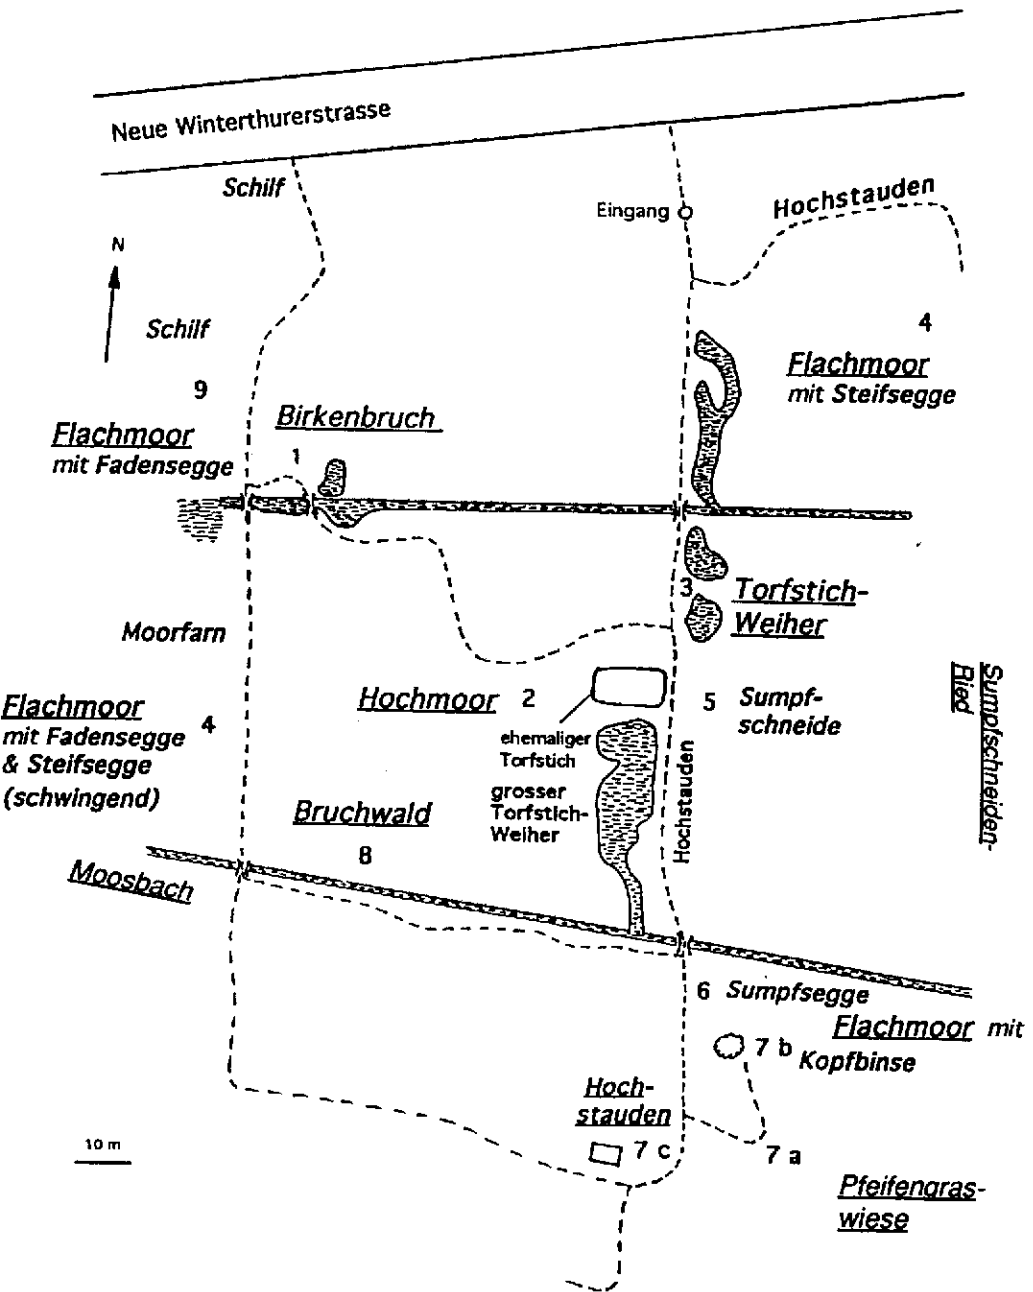 Neue Winterthurerstrasse
Schilf
Eingang
Hochstauden
N
Schilf
4
Flachmoor
mit Steifsegge
9
Flachmoor
mit Fadensegge
Birkenbruch
1
3
Torfstich-
Weiher
Moorfarn
Flachmoor
mit Fadensegge
& Steifsegge
(schwingend)
4
Hochmoor 2
ehemaliger
Torfstich
grosser
Torfstich-
Weiher
5 Sumpf-
schneide
Hochstauden
Sumpfschneiden-
Ried
Bruchwald
8
Moosbach
6 Sumpfsegge
Flachmoor mit
Kopfbinse
7 b
Hoch-
stauden
7 c
7 a
10 m
Pfeifengras-
wiese